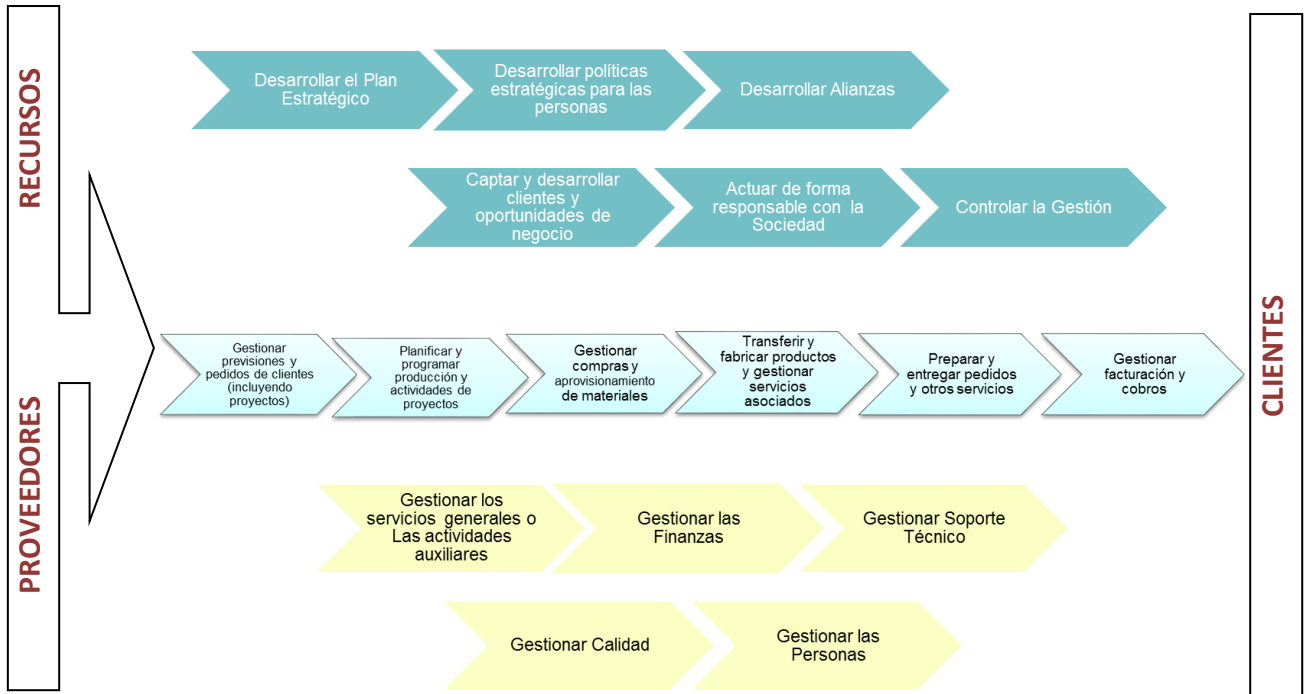 RECURSOS
PROVEEDORES
Desarrollar el Plan
Estratégico
Desarrollar políticas
estratégicas para las
personas
Desarrollar Alianzas
Captar y desarrollar
clientes y
oportunidades de
negocio
Actuar de forma
responsable con la
Sociedad
Controlar la Gestión
Gestionar
previsiones y
pedidos de clientes
(incluyendo
proyectos)
Planificar y
programar
producción y
actividades de
proyectos
Gestionar
compras y
aprovisionamiento
de materiales
Transferir y
fabricar productos
y gestionar
servicios
asociados
Preparar y
entregar pedidos
y otros servicios
Gestionar
facturación y
cobros
Gestionar los
servicios generales o
Las actividades
auxiliares
Gestionar las
Finanzas
Gestionar Soporte
Técnico
Gestionar Calidad
Gestionar las
Personas
CLIENTES